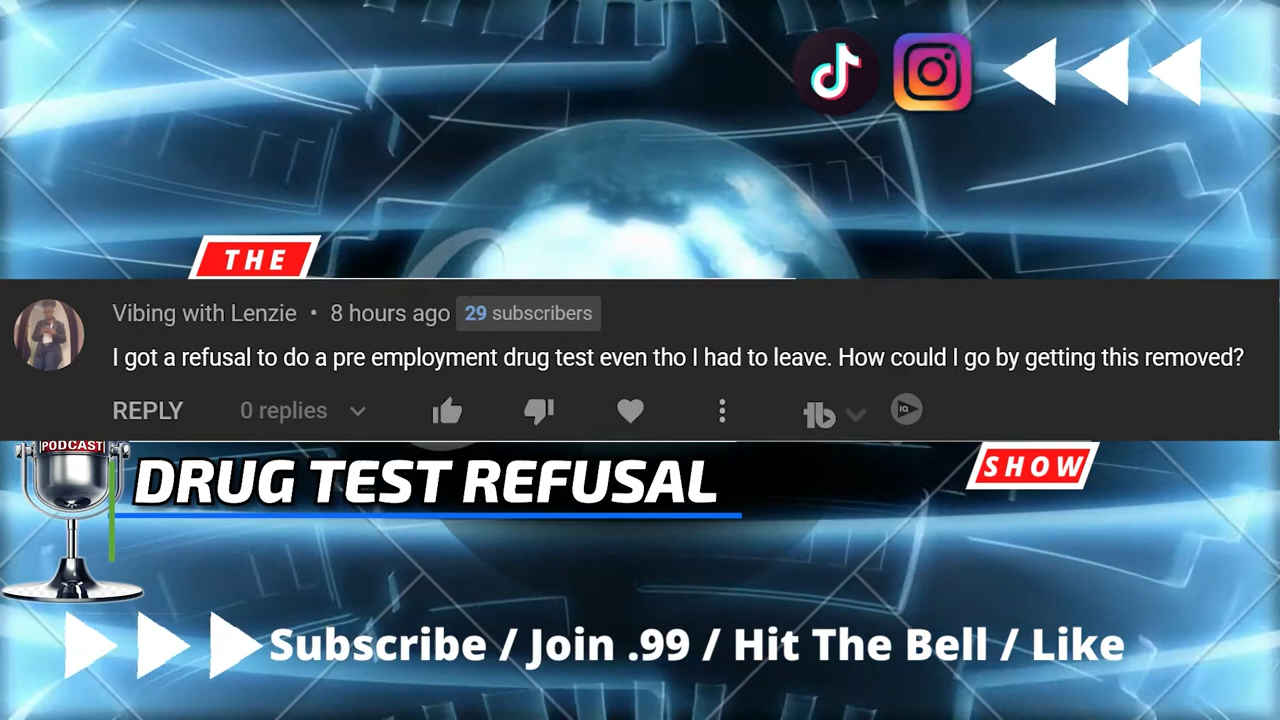 THE
Vibing with Lenzie • 8 hours ago 29 subscribers
I got a refusal to do a pre employment drug test even tho I had to leave. How could I go by getting this removed?
REPLY 0 replies
tb IQ
PODCAST
DRUG TEST REFUSAL
SHOW
Subscribe / Join .99 / Hit The Bell / Like